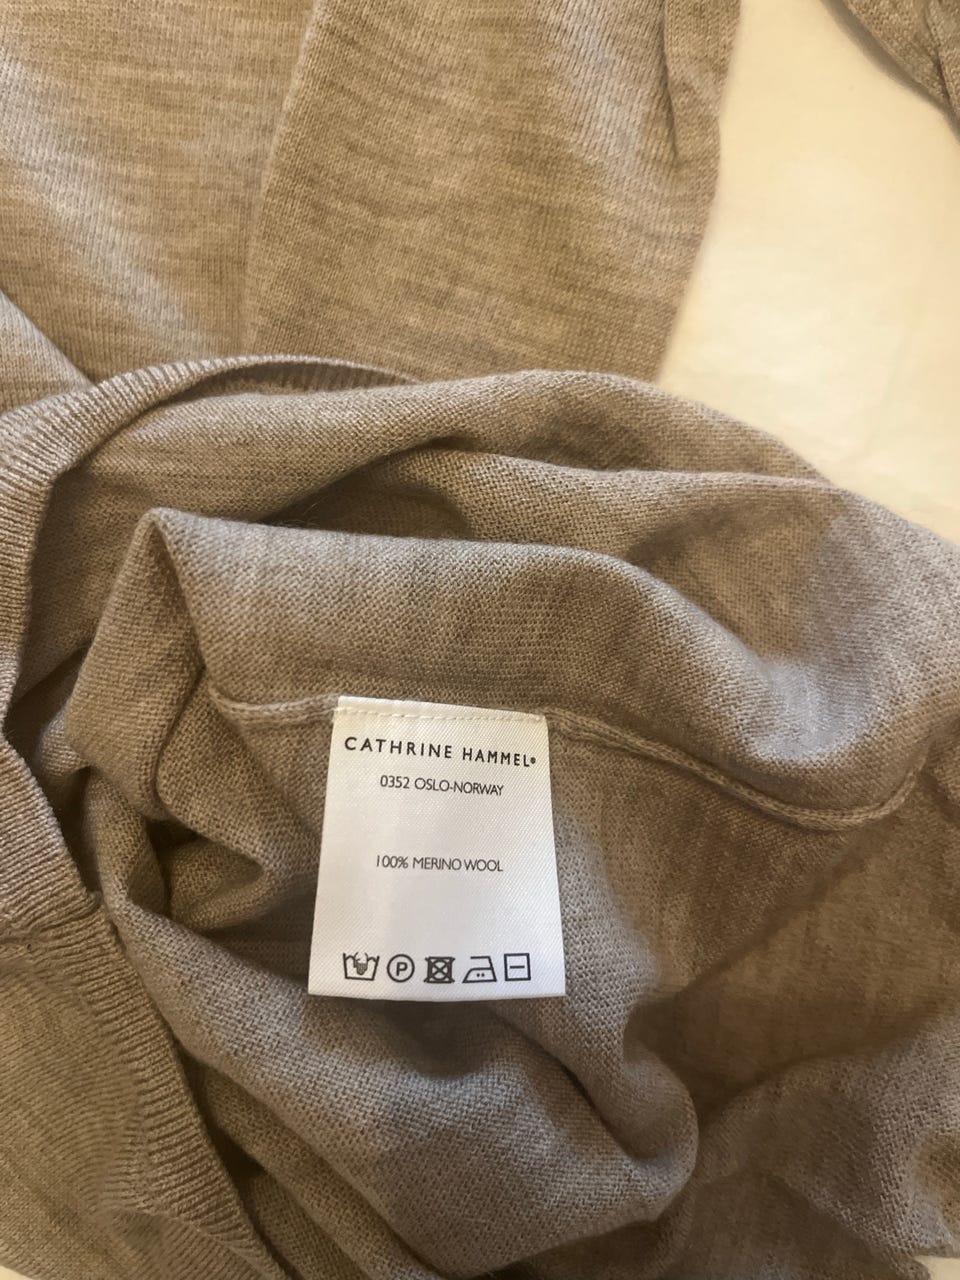 CATHRINE HAMMEL®
0352 OSLO-NORWAY
100% MERINO WOOL
P